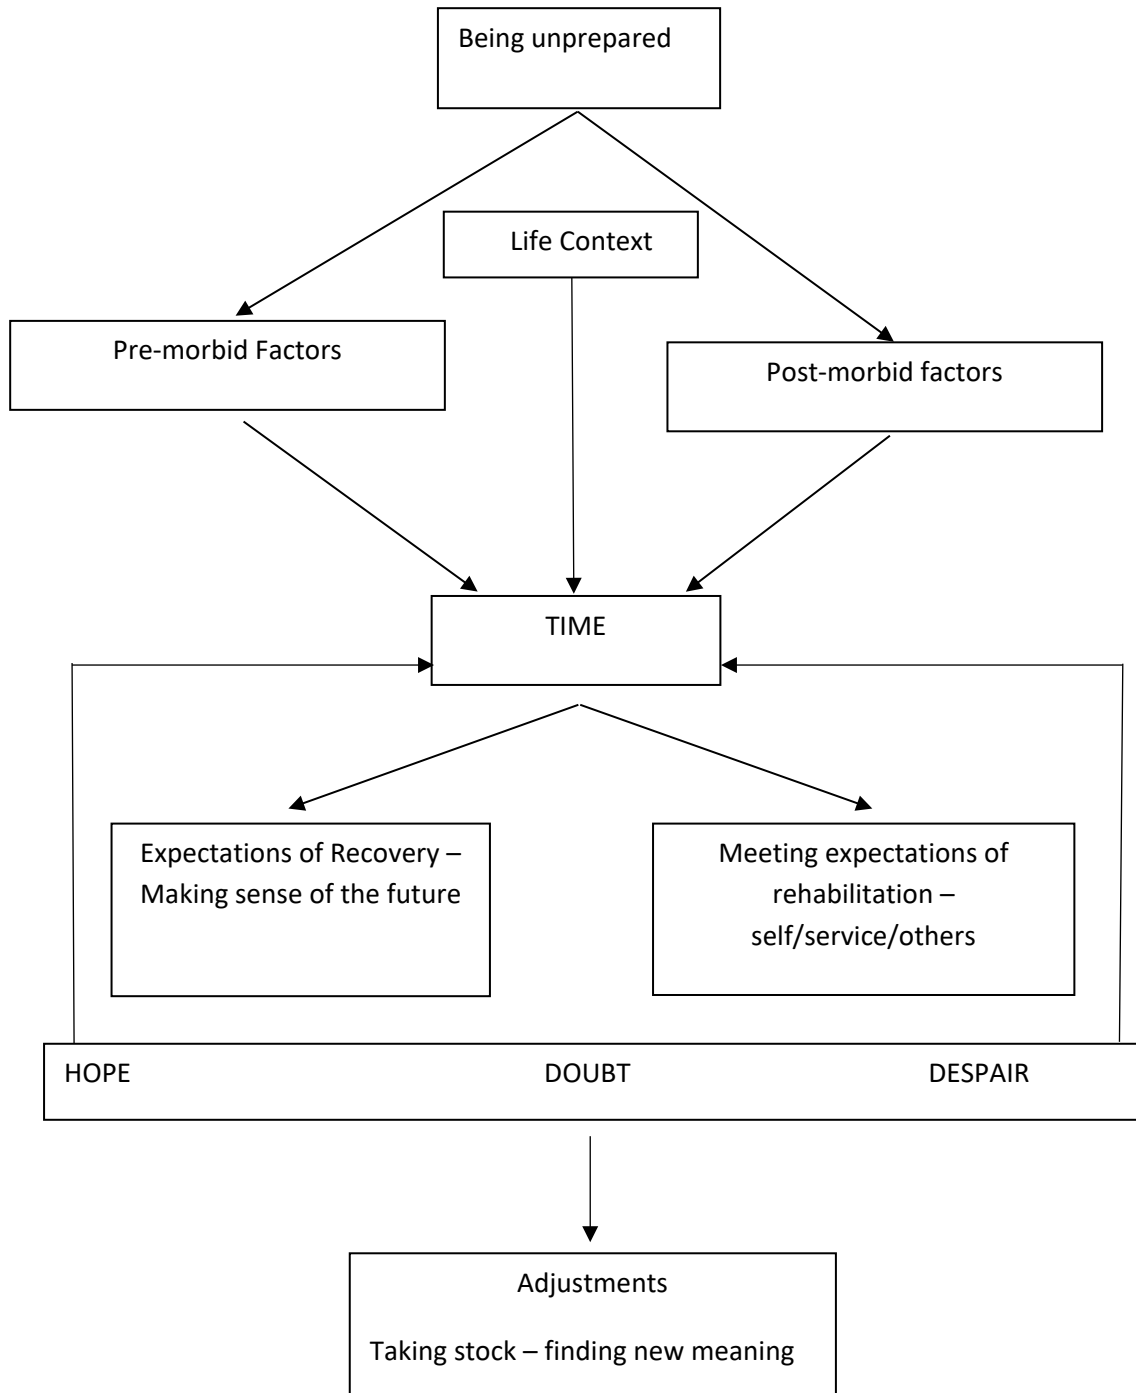 Being unprepared
Life Context
Pre-morbid Factors
Post-morbid factors
TIME
Expectations of Recovery –
Making sense of the future
Meeting expectations of
rehabilitation –
self/service/others
HOPE DOUBT DESPAIR
Adjustments
Taking stock – finding new meaning